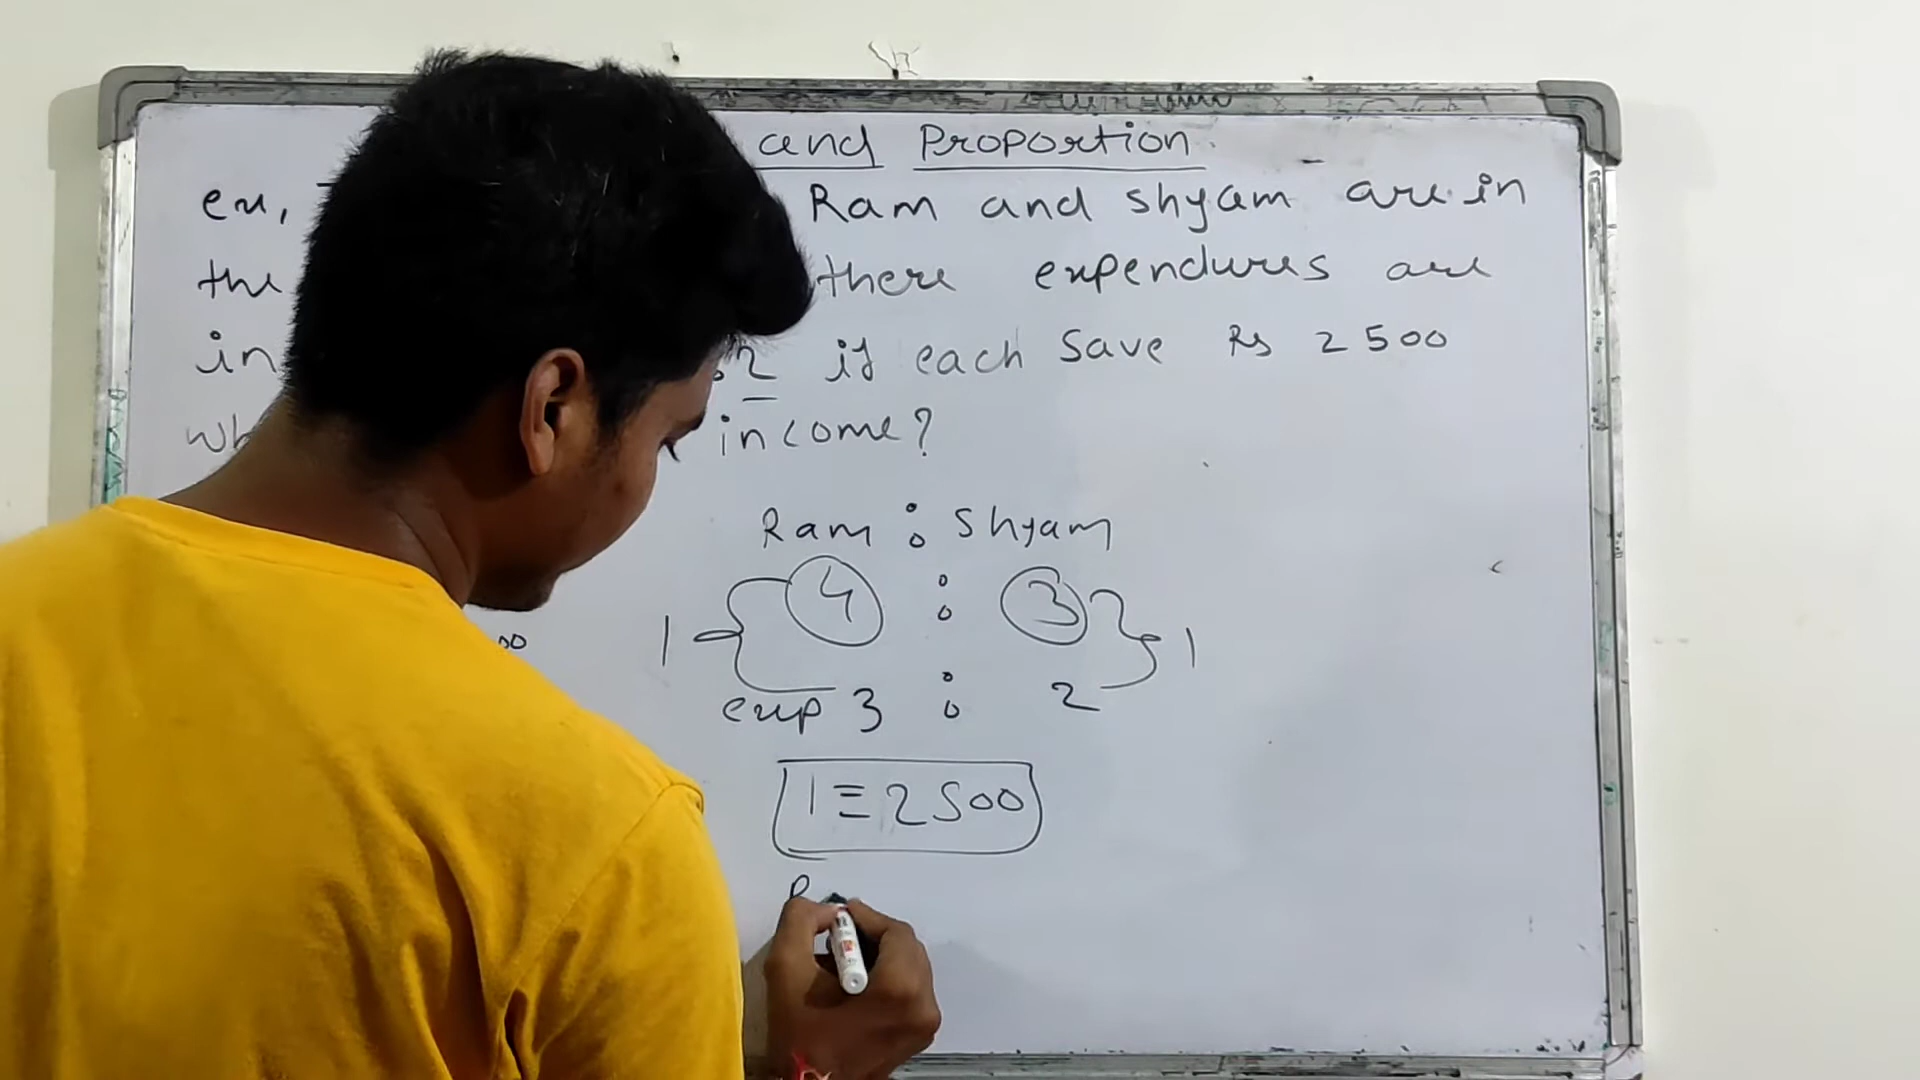 and Proportion
ex, Ram and shyam are in
the there expendures are
in :2 if each Save Rs 2500
income?
Ram : Shyam
4 : 3
1 1
exp 3 : 2
1 ≡ 2500
R